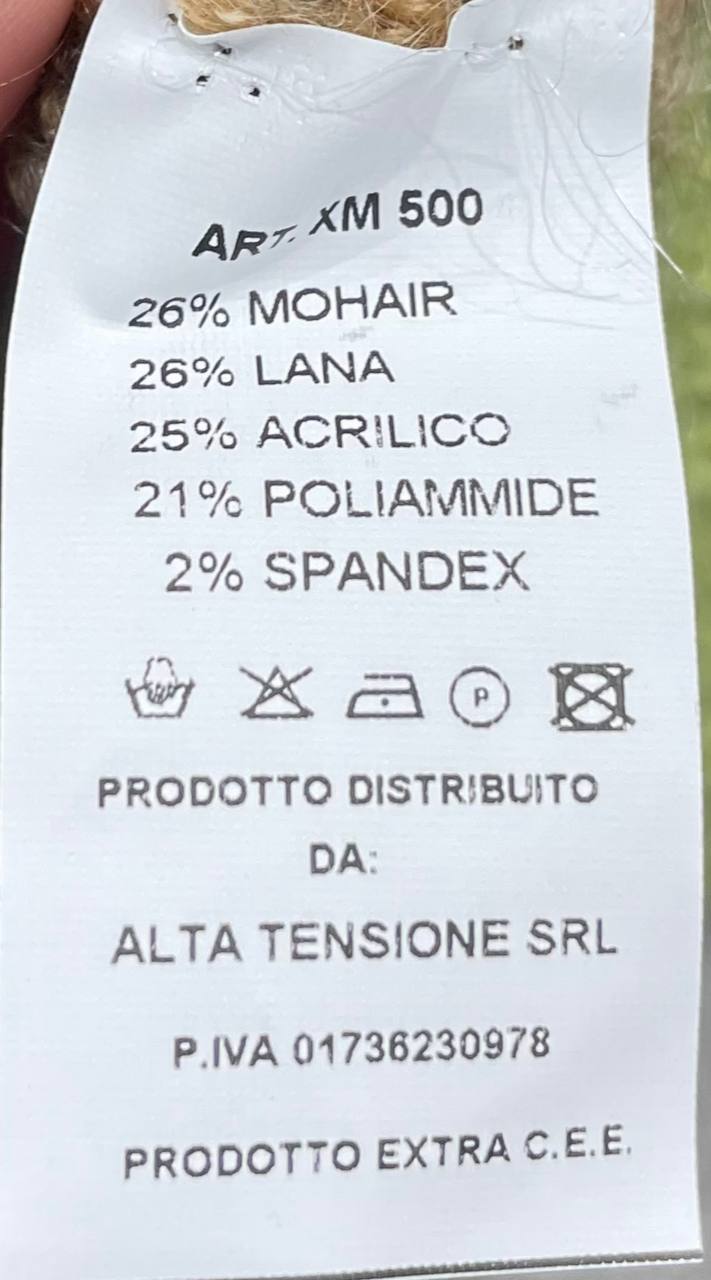 ART. XM 500
26% MOHAIR
26% LANA
25% ACRILICO
21% POLIAMMIDE
2% SPANDEX
P
PRODOTTO DISTRIBUITO
DA:
ALTA TENSIONE SRL
P.IVA 01736230978
PRODOTTO EXTRA C.E.E.